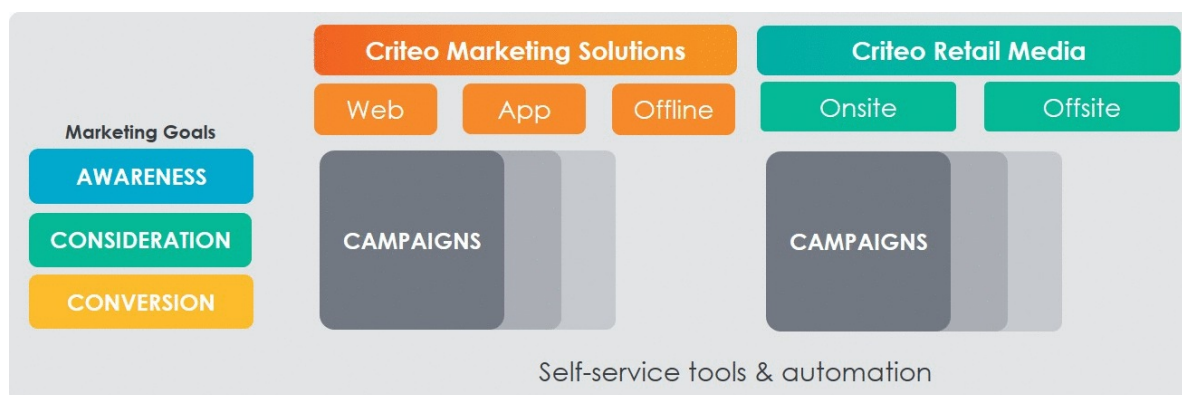 Criteo Marketing Solutions
Criteo Retail Media
Web
App
Offline
Onsite
Offsite
Marketing Goals
AWARENESS
CONSIDERATION
CONVERSION
CAMPAIGNS
CAMPAIGNS
Self-service tools & automation